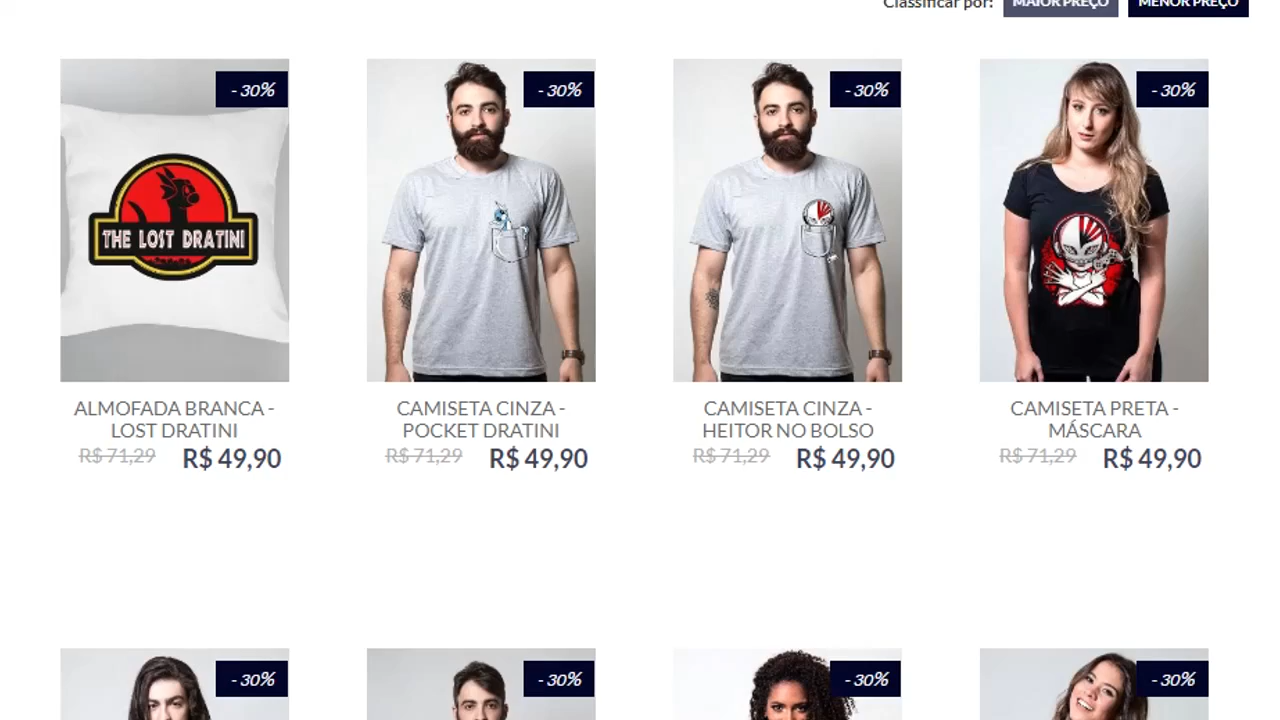 Classificar por: MAIOR PREÇO MENOR PREÇO
- 30% - 30% - 30% - 30%
THE LOST DRATINI
ALMOFADA BRANCA -
LOST DRATINI
R$ 71,29 R$ 49,90
CAMISETA CINZA -
POCKET DRATINI
R$ 71,29 R$ 49,90
CAMISETA CINZA -
HEITOR NO BOLSO
R$ 71,29 R$ 49,90
CAMISETA PRETA -
MÁSCARA
R$ 71,29 R$ 49,90
- 30% - 30% - 30% - 30%